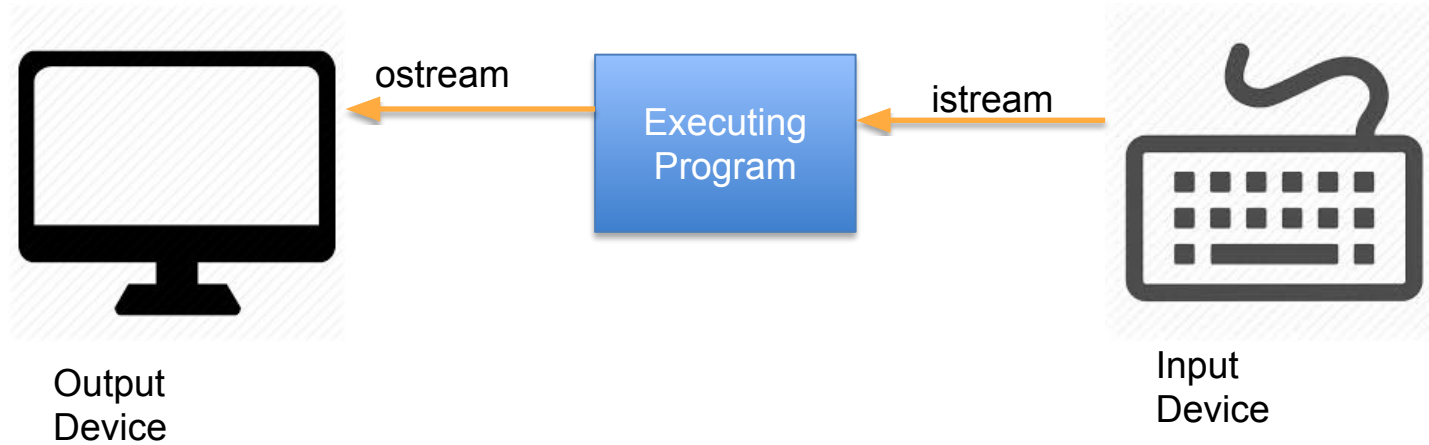 ostream
Executing
Program
istream
Output
Device
Input
Device